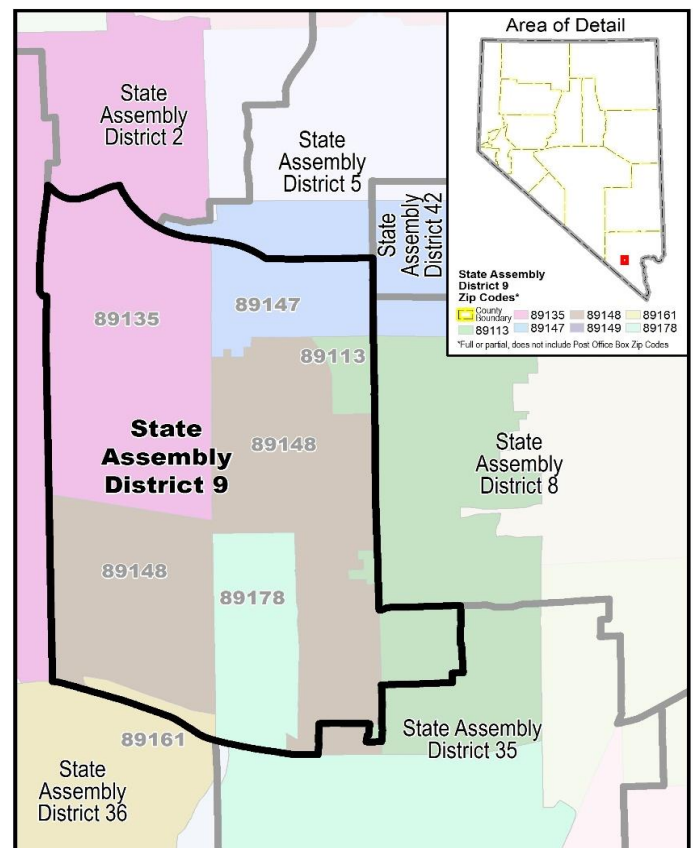 Area of Detail
State Assembly
District 9
Zip Codes*
County
Boundary
89135
89148
89161
89113
89147
89149
89178
*Full or partial, does not include Post Office Box Zip Codes
State
Assembly
District 2
State
Assembly
District 5
State
Assembly
District 42
89135
89147
89113
State
Assembly
District 9
89148
State
Assembly
District 8
89148
89178
89161
State Assembly
District 35
State
Assembly
District 36